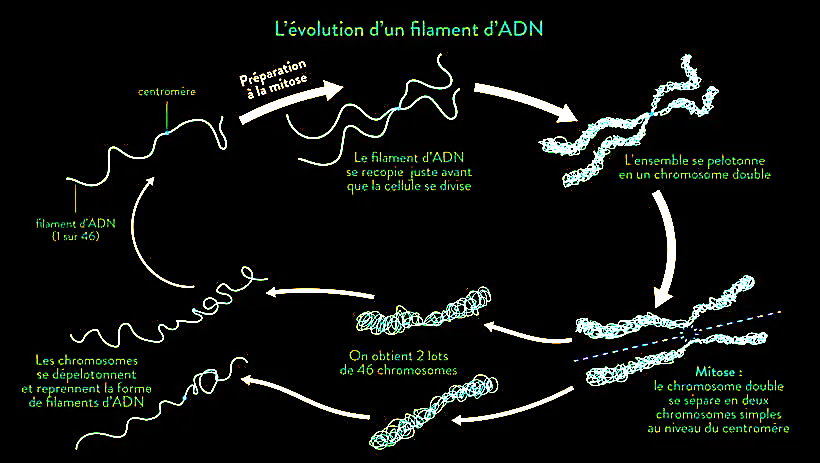 L'évolution d'un filament d'ADN
centromère
Préparation
à la mitose
Le filament d'ADN
se recopie juste avant
que la cellule se divise
L'ensemble se pelotonne
en un chromosome double
filament d'ADN
(1 sur 46)
Les chromosomes
se dépelotonnent
et reprennent la forme
de filaments d'ADN
On obtient 2 lots
de 46 chromosomes
Mitose :
le chromosome double
se sépare en deux
chromosomes simples
au niveau du centromère